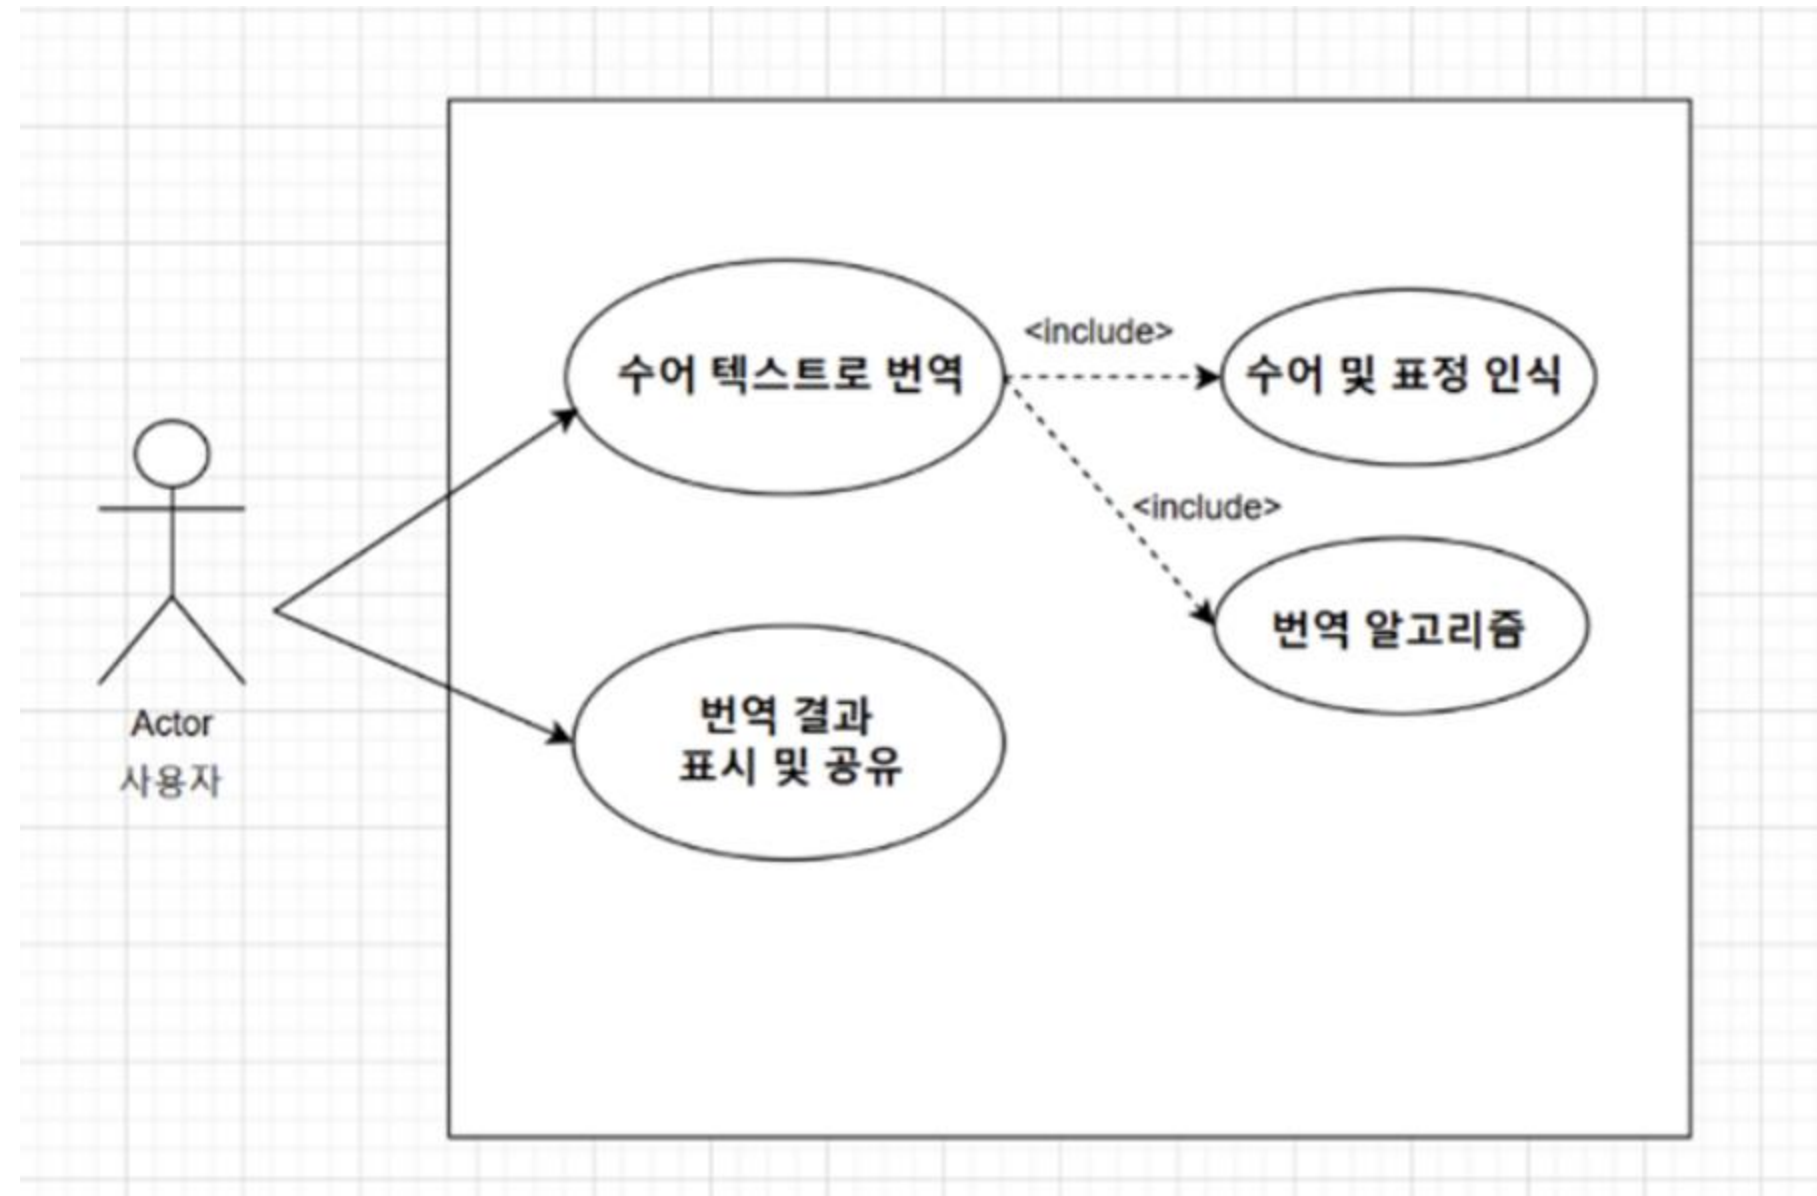 수어 텍스트로 번역
<include>
수어 및 표정 인식
<include>
번역 알고리즘
번역 결과
표시 및 공유
Actor
사용자